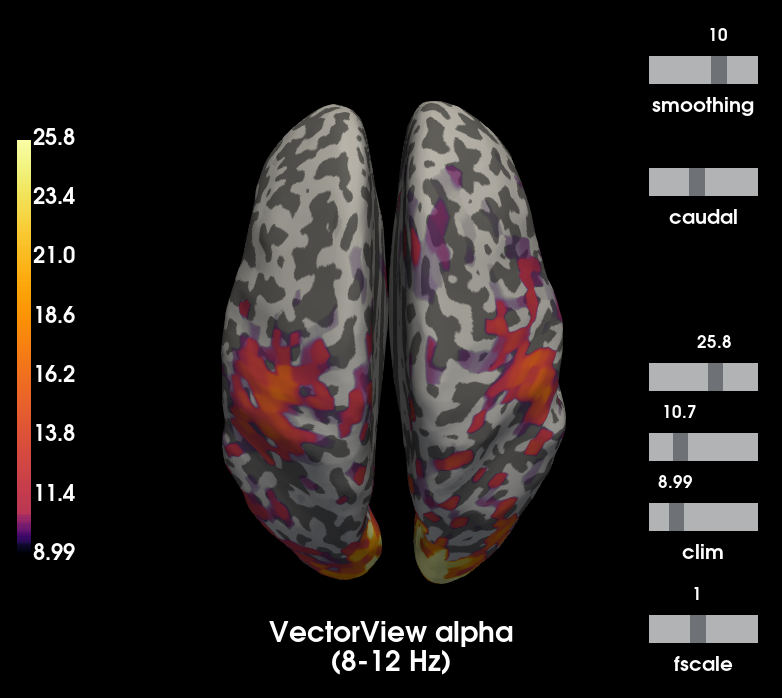 25.8
23.4
21.0
18.6
16.2
13.8
11.4
8.99
VectorView alpha
(8-12 Hz)
10
smoothing
caudal
25.8
10.7
8.99
clim
1
fscale